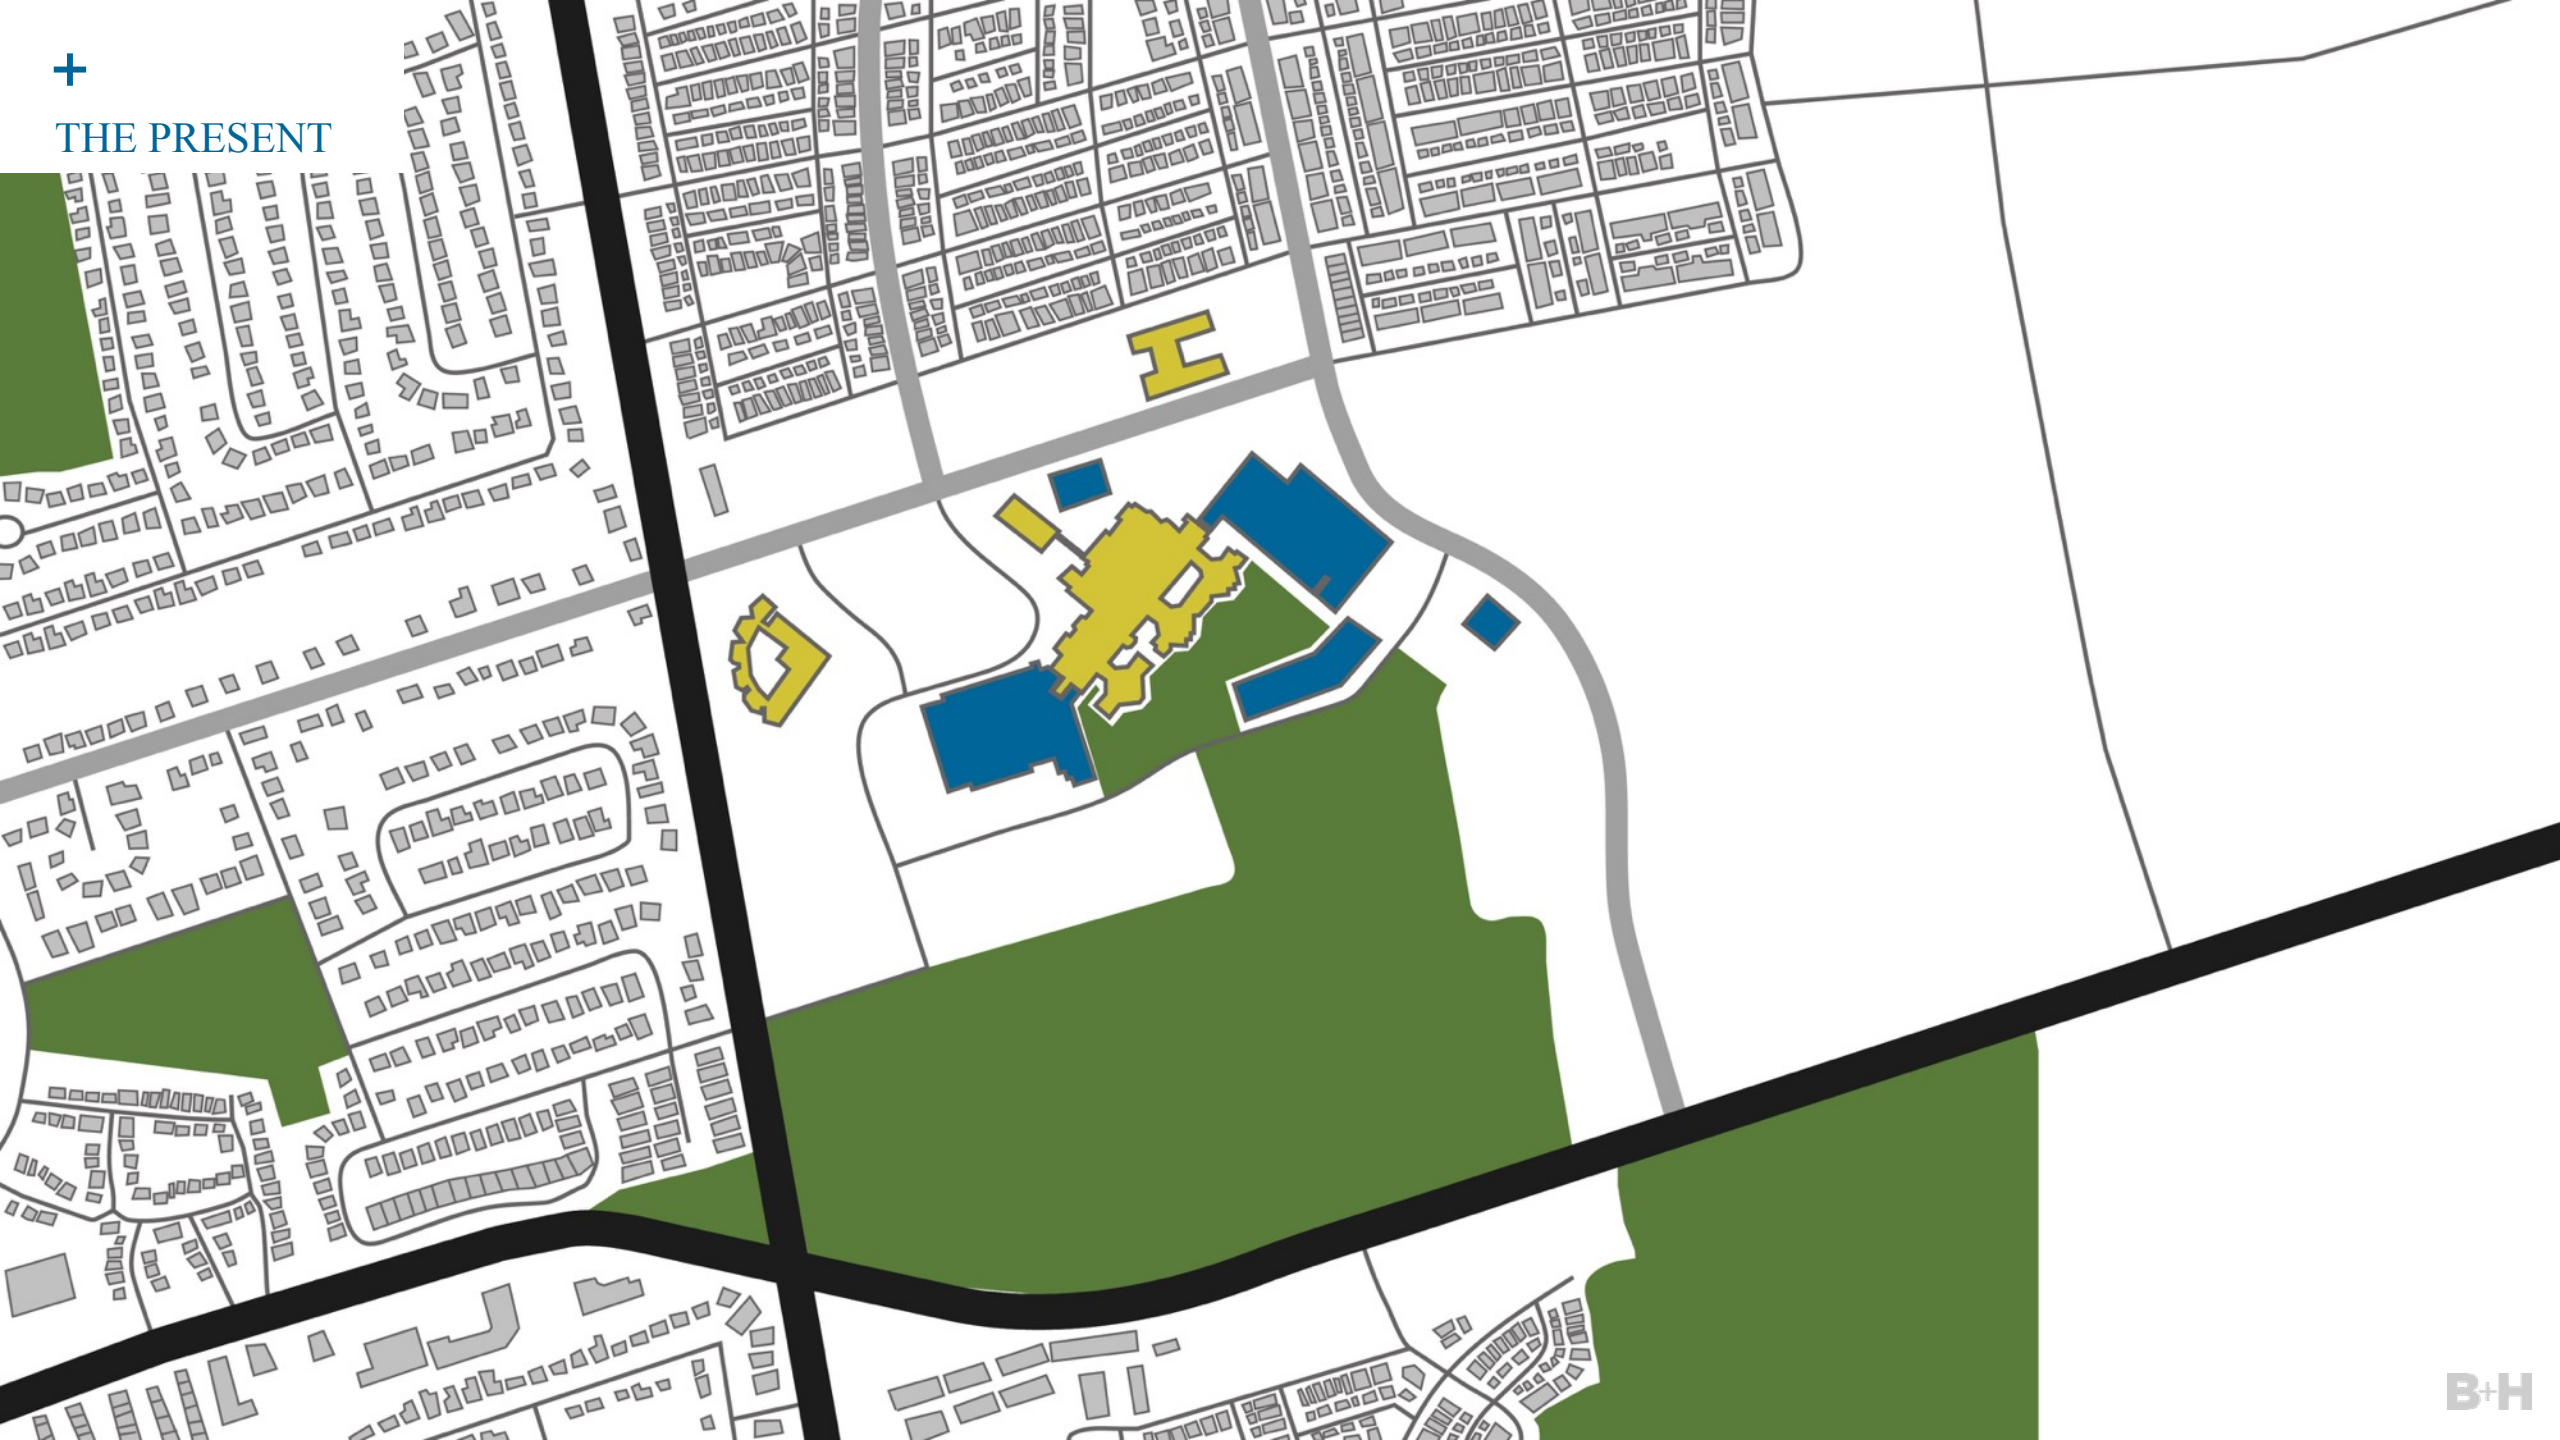 +
THE PRESENT
B+H